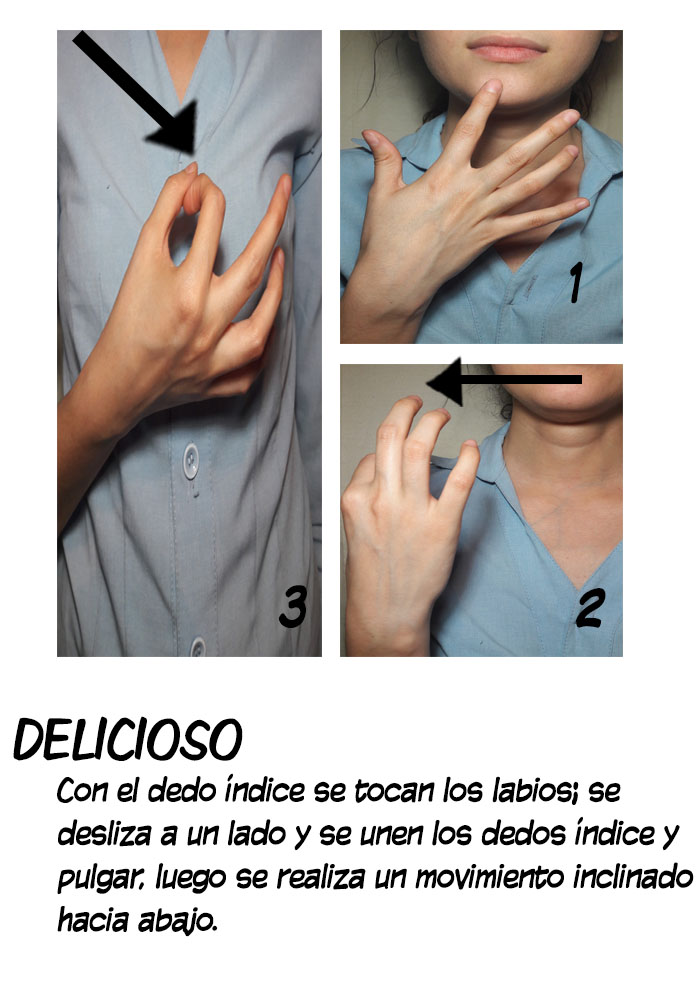 1
2
3
DELICIOSO
Con el dedo índice se tocan los labios; se
desliza a un lado y se unen los dedos índice y
pulgar, luego se realiza un movimiento inclinado
hacia abajo.